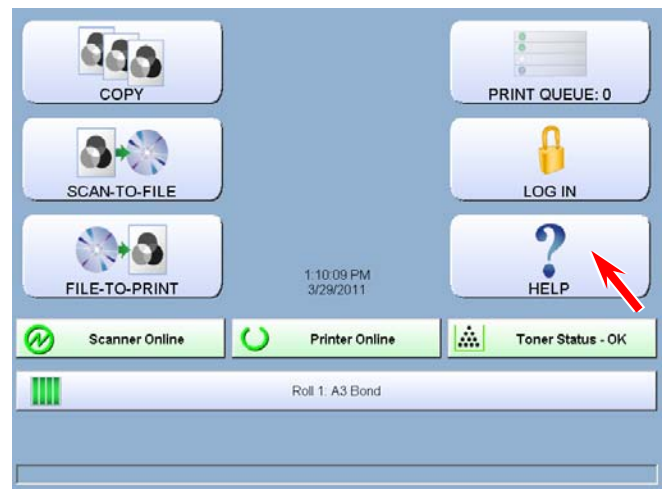 COPY
PRINT QUEUE: 0
SCAN-TO-FILE
LOG IN
FILE-TO-PRINT
1:10:09 PM
3/29/2011
HELP
Scanner Online
Printer Online
Toner Status - OK
Roll 1: A3 Bond